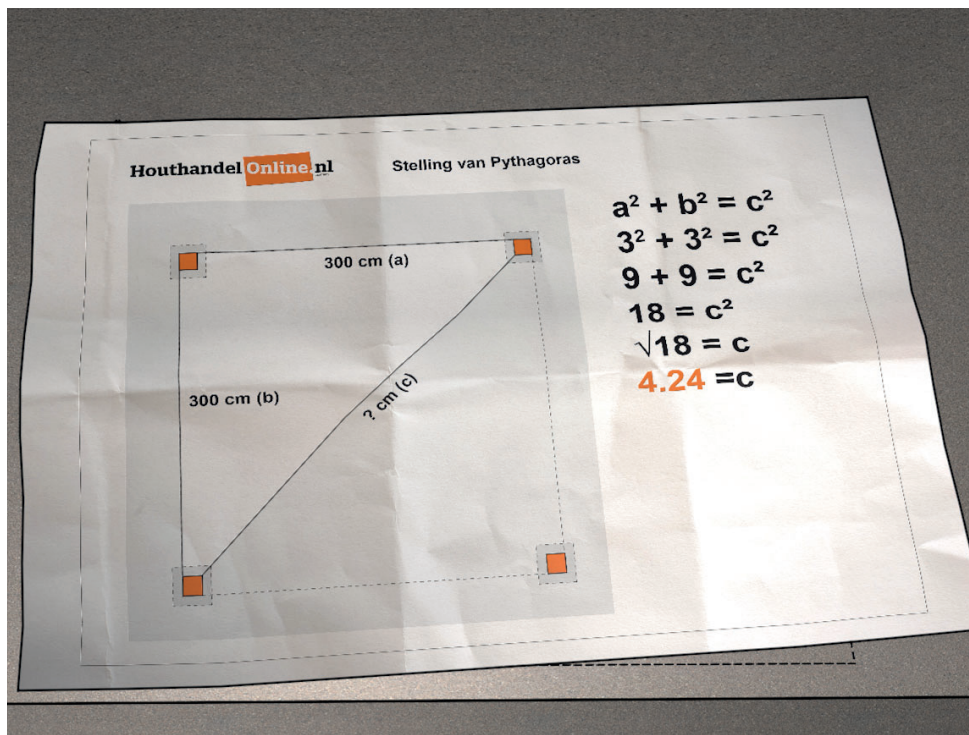 HouthandelOnline.nl
Stelling van Pythagoras
300 cm (a)
300 cm (b)
? cm (c)
a² + b² = c²
3² + 3² = c²
9 + 9 = c²
18 = c²
√18 = c
4.24 =c